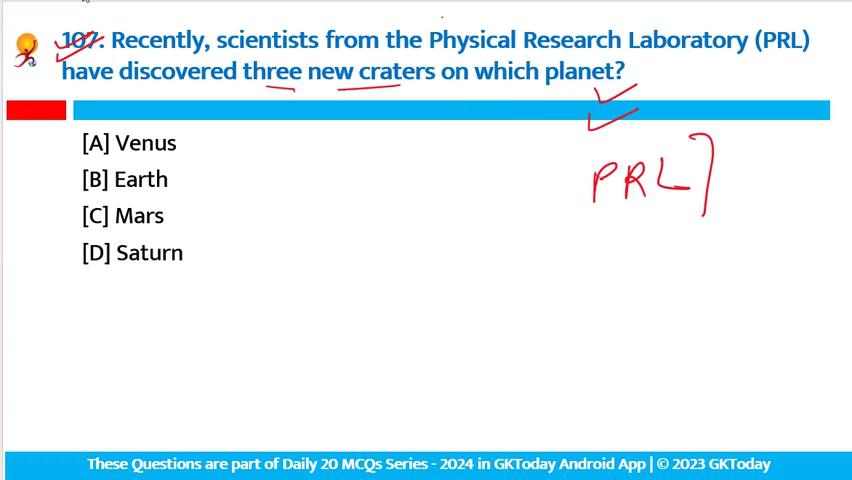 107. Recently, scientists from the Physical Research Laboratory (PRL)
have discovered three new craters on which planet?
[A] Venus
[B] Earth
[C] Mars
[D] Saturn
PRL
These Questions are part of Daily 20 MCQs Series - 2024 in GKToday Android App | © 2023 GKToday